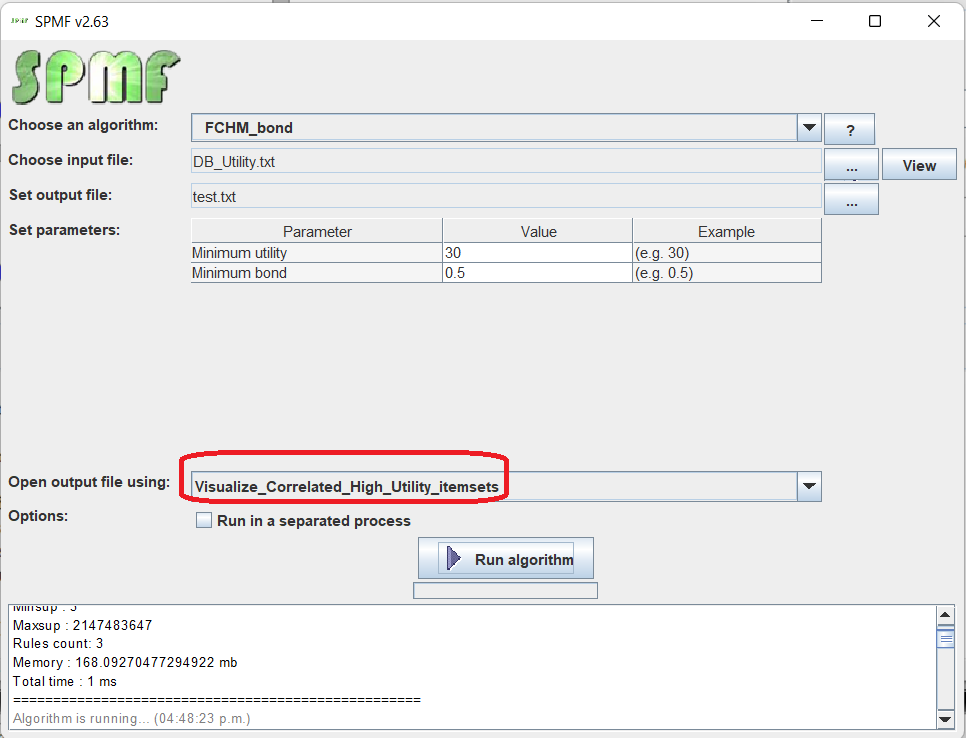 SPMF SPMF v2.63
SPMF
Choose an algorithm: FCHM_bond ?
Choose input file: DB_Utility.txt ... View
Set output file: test.txt ...
Set parameters: Parameter Value Example
Minimum utility 30 (e.g. 30)
Minimum bond 0.5 (e.g. 0.5)
Open output file using: Visualize_Correlated_High_Utility_itemsets
Options: Run in a separated process
Run algorithm
Minsup : 3
Maxsup : 2147483647
Rules count: 3
Memory : 168.09270477294922 mb
Total time : 1 ms
====================================================
Algorithm is running... (04:48:23 p.m.)